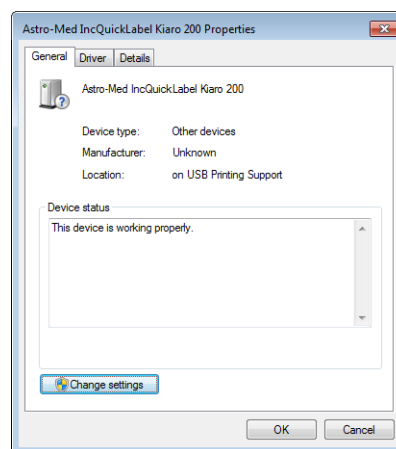 Astro-Med IncQuickLabel Kiaro 200 Properties
General Driver Details
Astro-Med IncQuickLabel Kiaro 200
Device type: Other devices
Manufacturer: Unknown
Location: on USB Printing Support
Device status
This device is working properly.
Change settings
OK Cancel